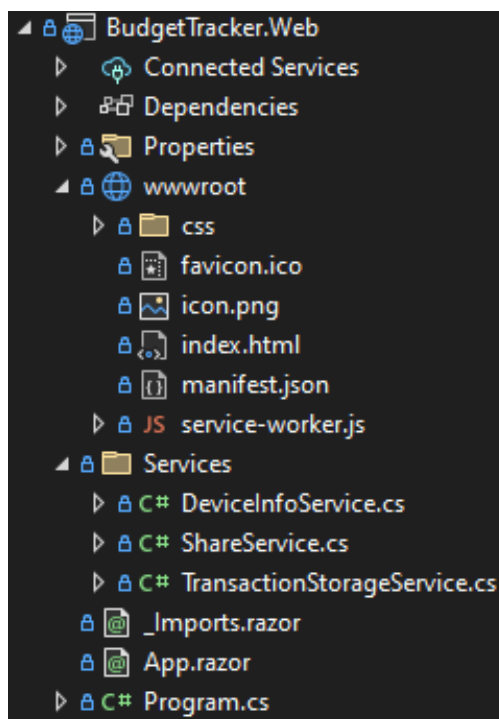 BudgetTracker.Web
Connected Services
Dependencies
Properties
wwwroot
css
favicon.ico
icon.png
index.html
manifest.json
JS service-worker.js
Services
C# DeviceInfoService.cs
C# ShareService.cs
C# TransactionStorageService.cs
@ _Imports.razor
@ App.razor
C# Program.cs